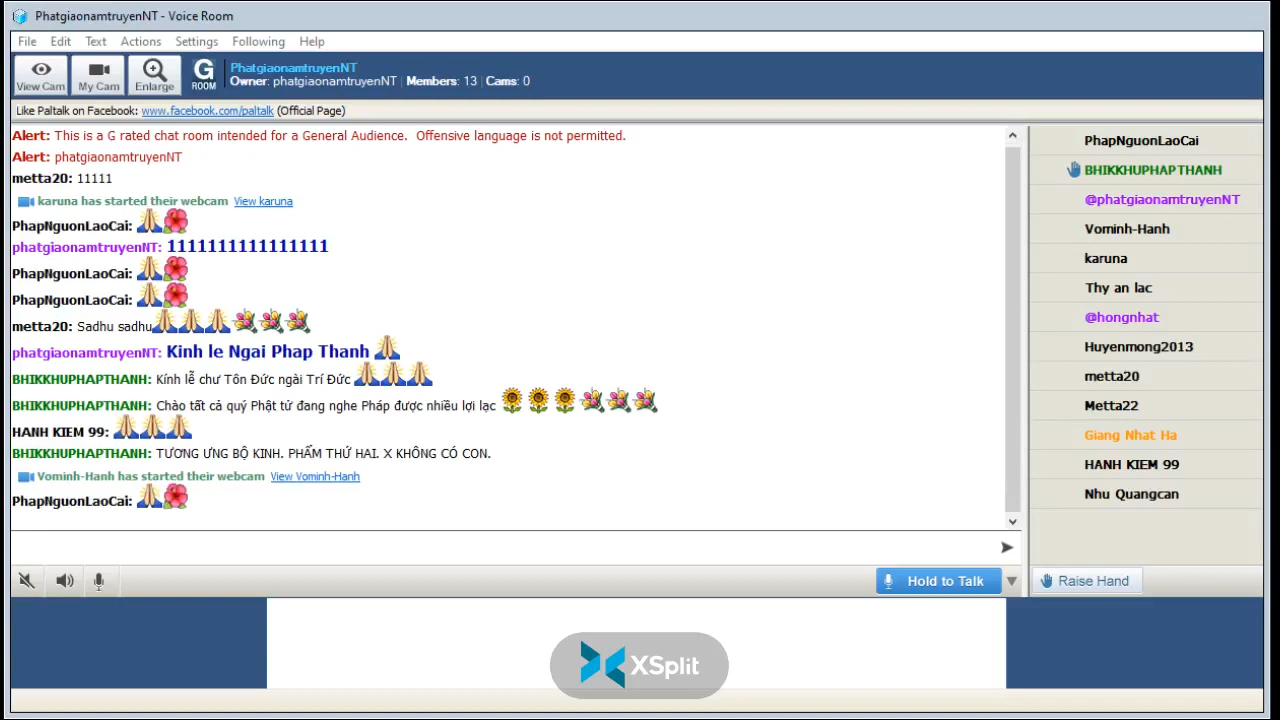 PhatgiaonamtruyenNT - Voice Room
File Edit Text Actions Settings Following Help
View Cam My Cam Enlarge G ROOM
PhatgiaonamtruyenNT
Owner: phatgiaonamtruyenNT | Members: 13 | Cams: 0
Like Paltalk on Facebook: www.facebook.com/paltalk (Official Page)
Alert: This is a G rated chat room intended for a General Audience. Offensive language is not permitted.
Alert: phatgiaonamtruyenNT
metta20: 11111
karuna has started their webcam View karuna
PhapNguonLaoCai:
phatgiaonamtruyenNT: 1111111111111111
PhapNguonLaoCai:
PhapNguonLaoCai:
metta20: Sadhu sadhu
phatgiaonamtruyenNT: Kinh le Ngai Phap Thanh
BHIKKHUPHAPTHANH: Kính lễ chư Tôn Đức ngài Trí Đức
BHIKKHUPHAPTHANH: Chào tất cả quý Phật tử đang nghe Pháp được nhiều lợi lạc
HANH KIEM 99:
BHIKKHUPHAPTHANH: TƯƠNG ƯNG BỘ KINH. PHẨM THỨ HAI. X KHÔNG CÓ CON.
Vominh-Hanh has started their webcam View Vominh-Hanh
PhapNguonLaoCai:
PhapNguonLaoCai
BHIKKHUPHAPTHANH
@phatgiaonamtruyenNT
Vominh-Hanh
karuna
Thy an lac
@hongnhat
Huyenmong2013
metta20
Metta22
Giang Nhat Ha
HANH KIEM 99
Nhu Quangcan
Hold to Talk
Raise Hand
XSplit